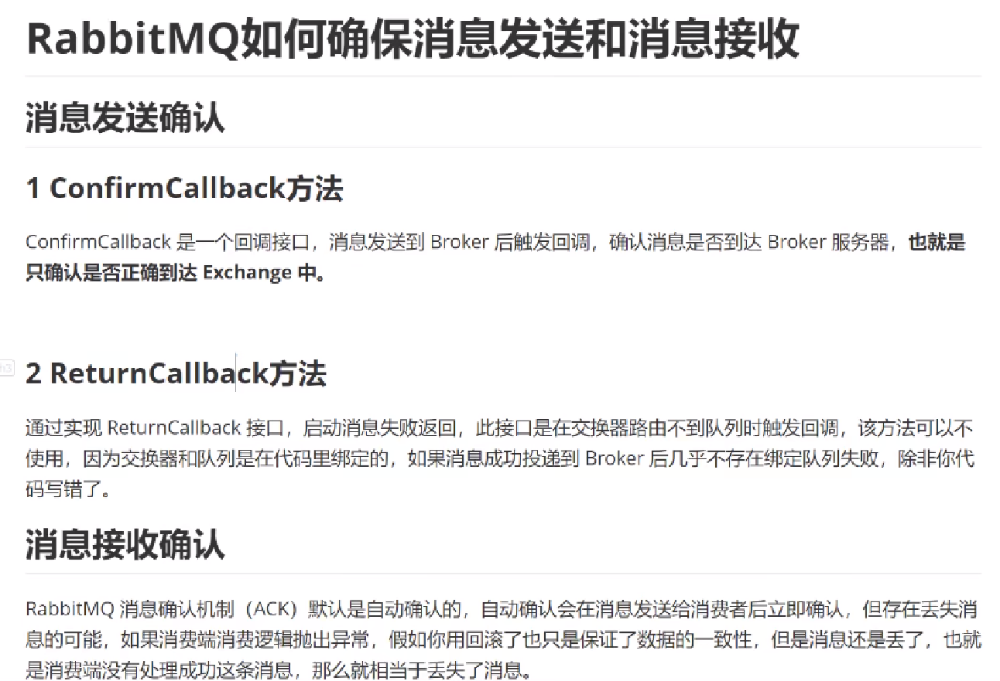 RabbitMQ如何确保消息发送和消息接收
消息发送确认
1 ConfirmCallback方法
ConfirmCallback 是一个回调接口，消息发送到 Broker 后触发回调，确认消息是否到达 Broker 服务器，也就是
只确认是否正确到达 Exchange 中。
h3
2 ReturnCallback方法
通过实现 ReturnCallback 接口，启动消息失败返回，此接口是在交换器路由不到队列时触发回调，该方法可以不
使用，因为交换器和队列是在代码里绑定的，如果消息成功投递到 Broker 后几乎不存在绑定队列失败，除非你代
码写错了。
消息接收确认
RabbitMQ 消息确认机制（ACK）默认是自动确认的，自动确认会在消息发送给消费者后立即确认，但存在丢失消
息的可能，如果消费端消费逻辑抛出异常，假如你用回滚了也只是保证了数据的一致性，但是消息还是丢了，也就
是消费端没有处理成功这条消息，那么就相当于丢失了消息。